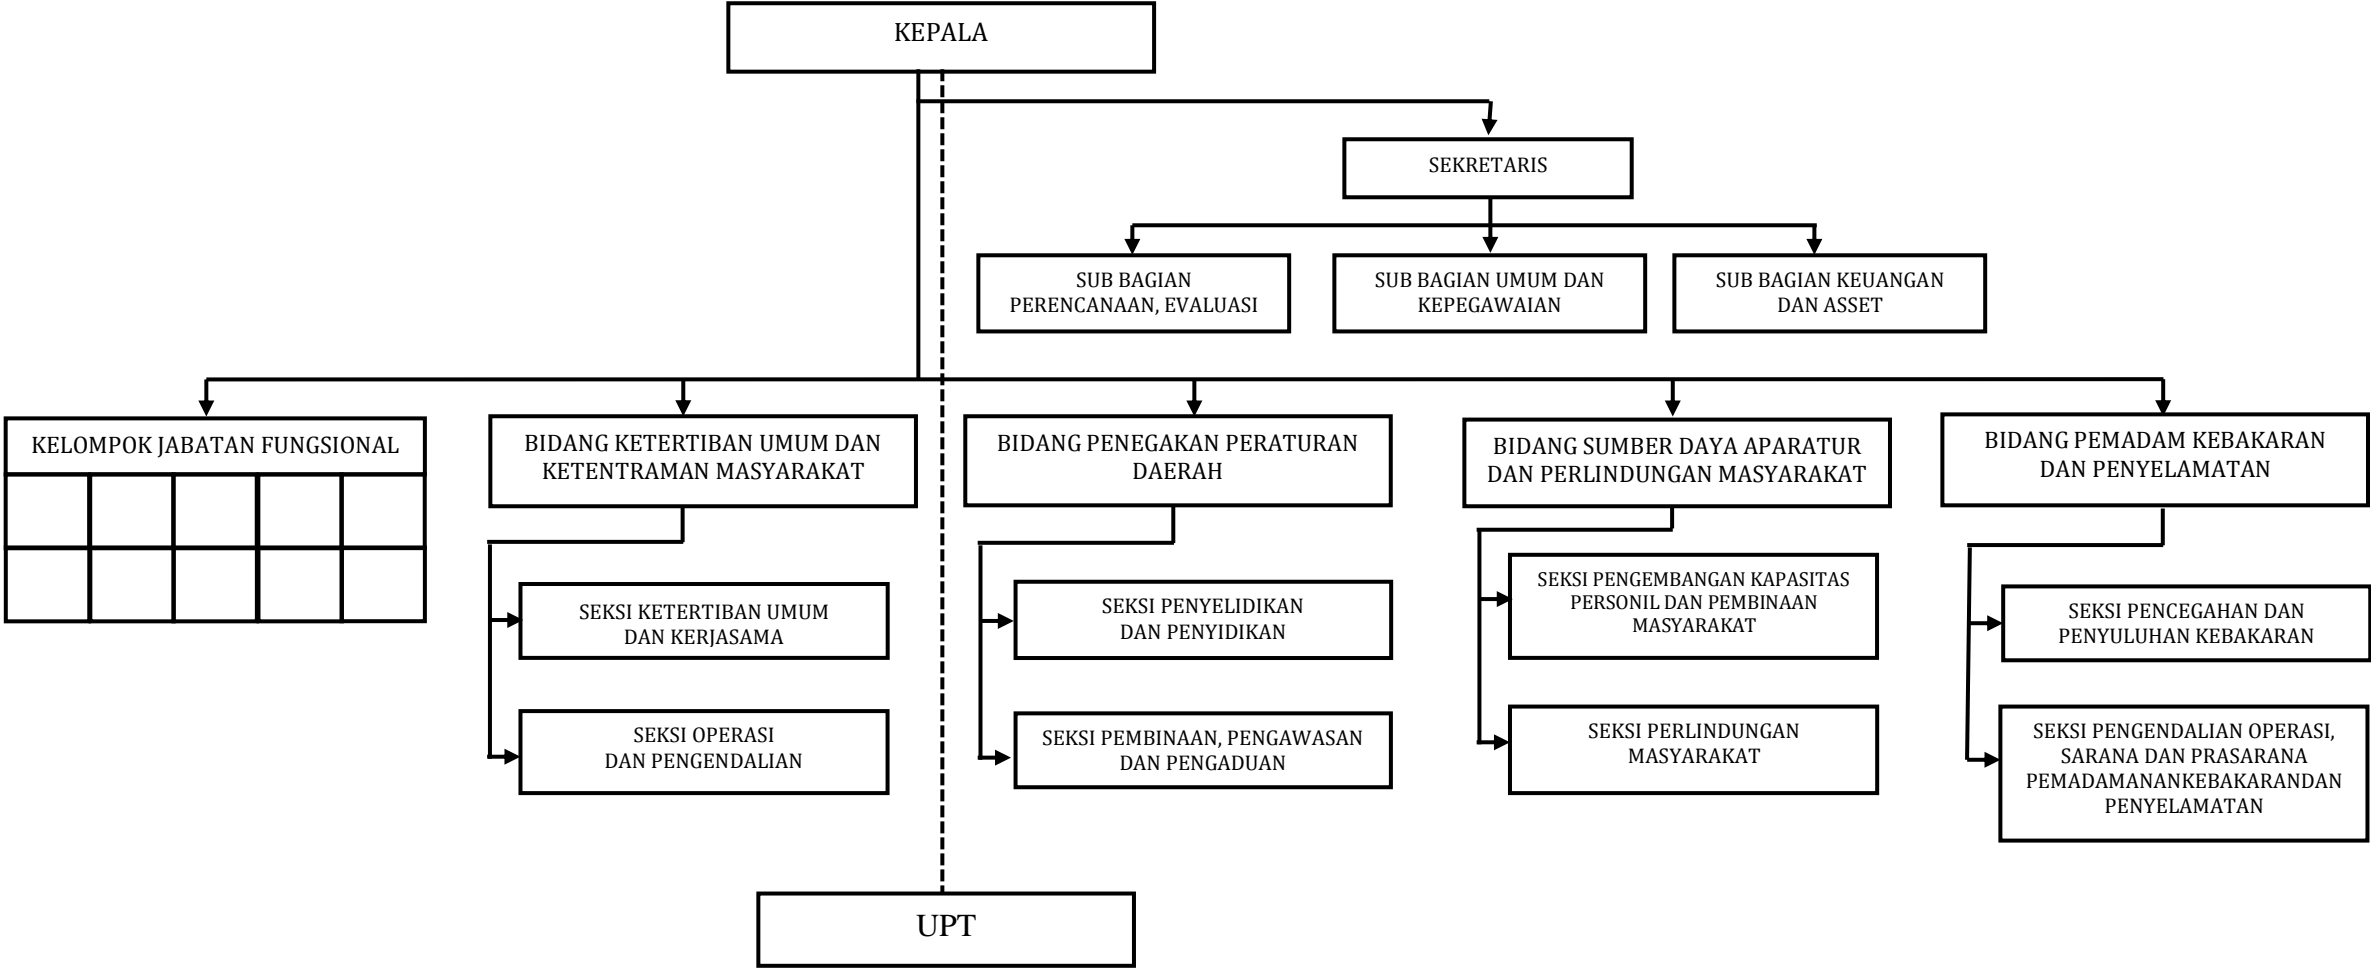 KEPALA
SEKRETARIS
SUB BAGIAN
PERENCANAAN, EVALUASI
SUB BAGIAN UMUM DAN
KEPEGAWAIAN
SUB BAGIAN KEUANGAN
DAN ASSET
KELOMPOK JABATAN FUNGSIONAL
BIDANG KETERTIBAN UMUM DAN
KETENTRAMAN MASYARAKAT
BIDANG PENEGAKAN PERATURAN
DAERAH
BIDANG SUMBER DAYA APARATUR
DAN PERLINDUNGAN MASYARAKAT
BIDANG PEMADAM KEBAKARAN
DAN PENYELAMATAN
SEKSI KETERTIBAN UMUM
DAN KERJASAMA
SEKSI PENYELIDIKAN
DAN PENYIDIKAN
SEKSI PENGEMBANGAN KAPASITAS
PERSONIL DAN PEMBINAAN
MASYARAKAT
SEKSI PENCEGAHAN DAN
PENYULUHAN KEBAKARAN
SEKSI OPERASI
DAN PENGENDALIAN
SEKSI PEMBINAAN, PENGAWASAN
DAN PENGADUAN
SEKSI PERLINDUNGAN
MASYARAKAT
SEKSI PENGENDALIAN OPERASI,
SARANA DAN PRASARANA
PEMADAMANANKEBAKARANDAN
PENYELAMATAN
UPT